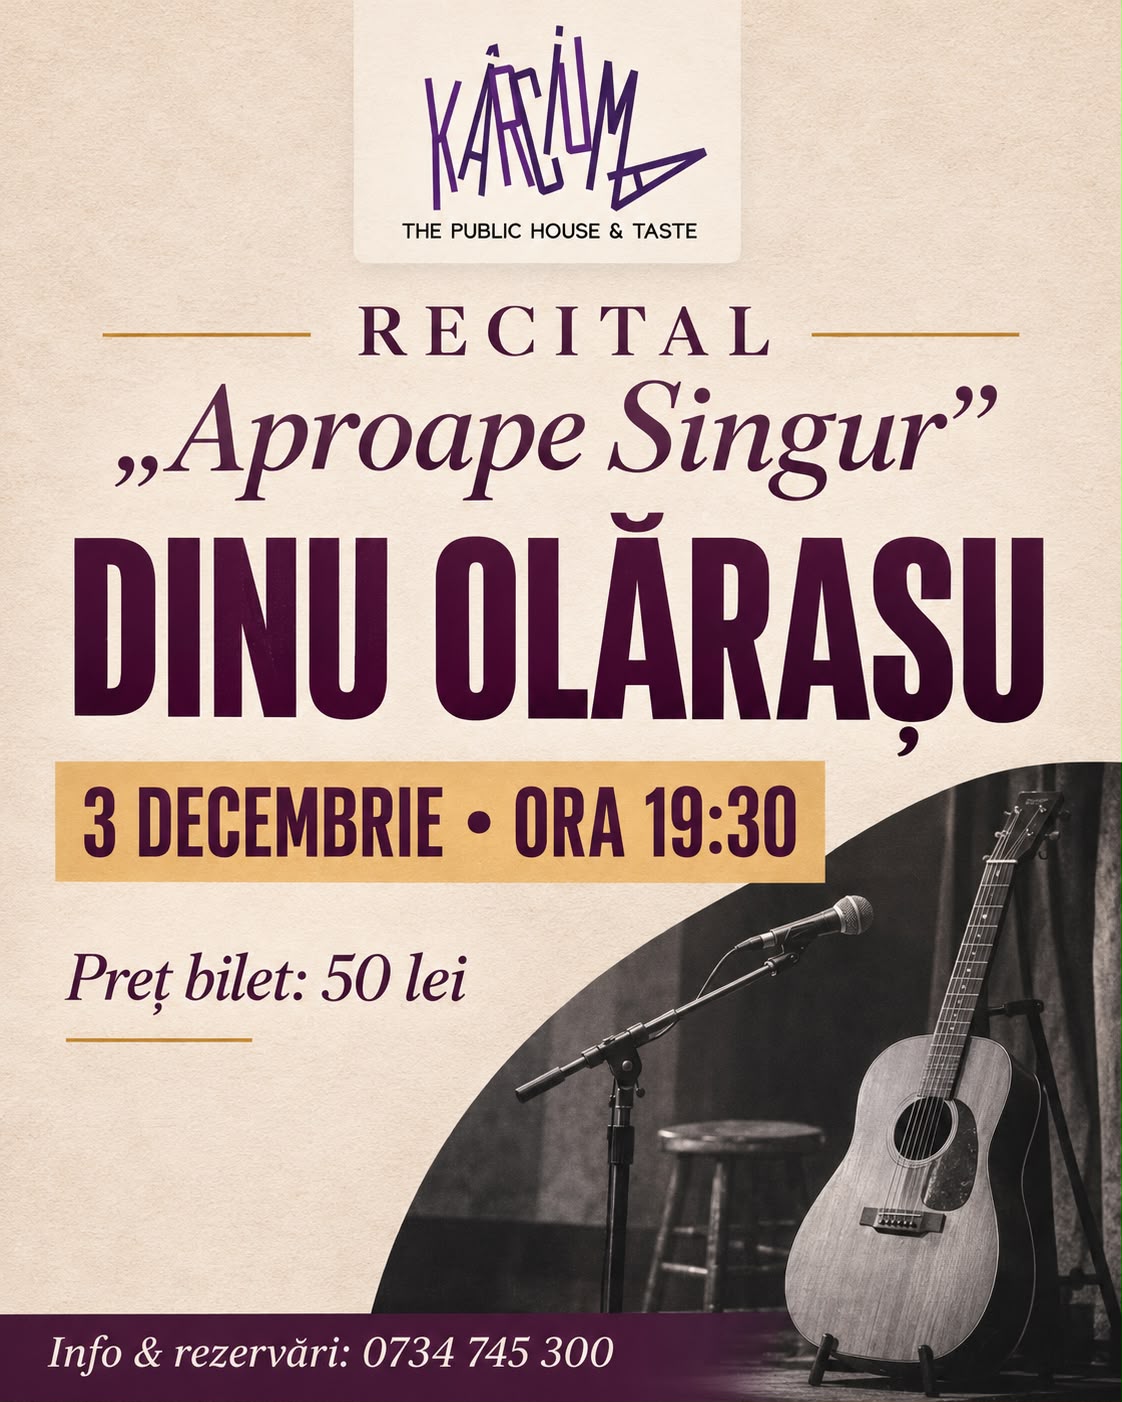 KÂRCIUMA
THE PUBLIC HOUSE & TASTE
RECITAL
„Aproape Singur”
DINU OLĂRAȘU
3 DECEMBRIE • ORA 19:30
Preț bilet: 50 lei
Info & rezervări: 0734 745 300